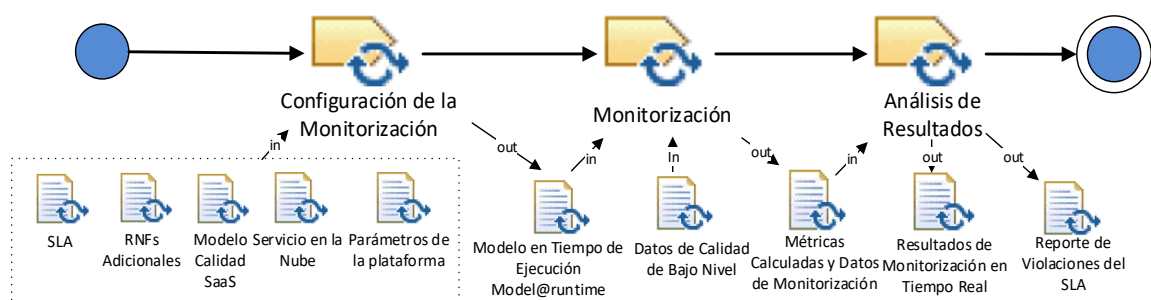 Configuración de la
Monitorización
Monitorización
Análisis de
Resultados
in
out
in
In
out
in
out
out
SLA
RNFs
Adicionales
Modelo
Calidad
SaaS
Servicio en la
Nube
Parámetros de
la plataforma
Modelo en Tiempo de
Ejecución
Model@runtime
Datos de Calidad
de Bajo Nivel
Métricas
Calculadas y Datos
de Monitorización
Resultados de
Monitorización en
Tiempo Real
Reporte de
Violaciones del
SLA